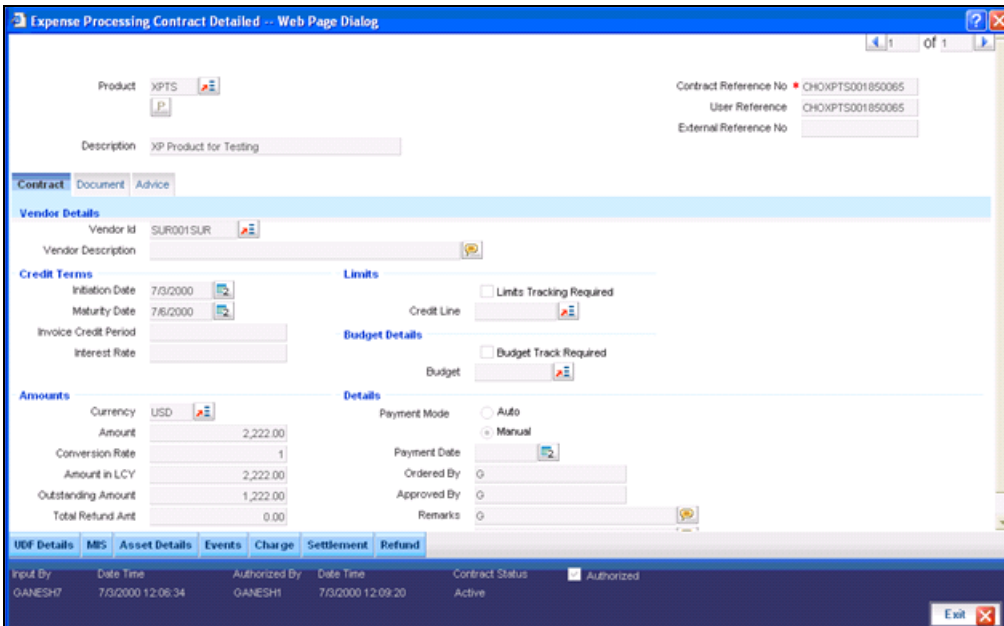 Expense Processing Contract Detailed -- Web Page Dialog
1 of 1
Product XPTS Contract Reference No * CHOXPTS001850065
P User Reference CHOXPTS001850065
External Reference No
Description XP Product for Testing
Contract Document Advice
Vendor Details
Vendor Id SUR001SUR
Vendor Description
Credit Terms Limits
Initiation Date 7/3/2000 Limits Tracking Required
Maturity Date 7/6/2000 Credit Line
Invoice Credit Period Budget Details
Interest Rate Budget Track Required
Budget
Amounts Details
Currency USD Payment Mode Auto
Amount 2,222.00 Manual
Conversion Rate 1 Payment Date
Amount in LCY 2,222.00 Ordered By G
Outstanding Amount 1,222.00 Approved By G
Total Refund Amt 0.00 Remarks G
UDF Details MIS Asset Details Events Charge Settlement Refund
Input By Date Time Authorized By Date Time Contract Status Authorized
GANESH7 7/3/2000 12:06:34 GANESH1 7/3/2000 12:09:20 Active
Exit